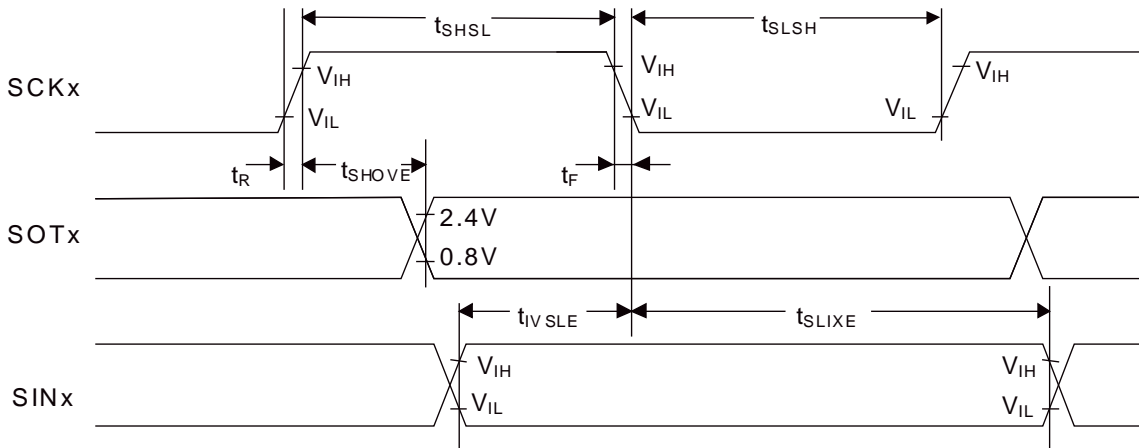 tSHSL tSLSH
SCKx VIH VIH VIH
VIL VIL VIL
tR tSHOVE tF
SOTx 2.4V
0.8V
tIVSLE tSLIXE
SINx VIH VIH
VIL VIL